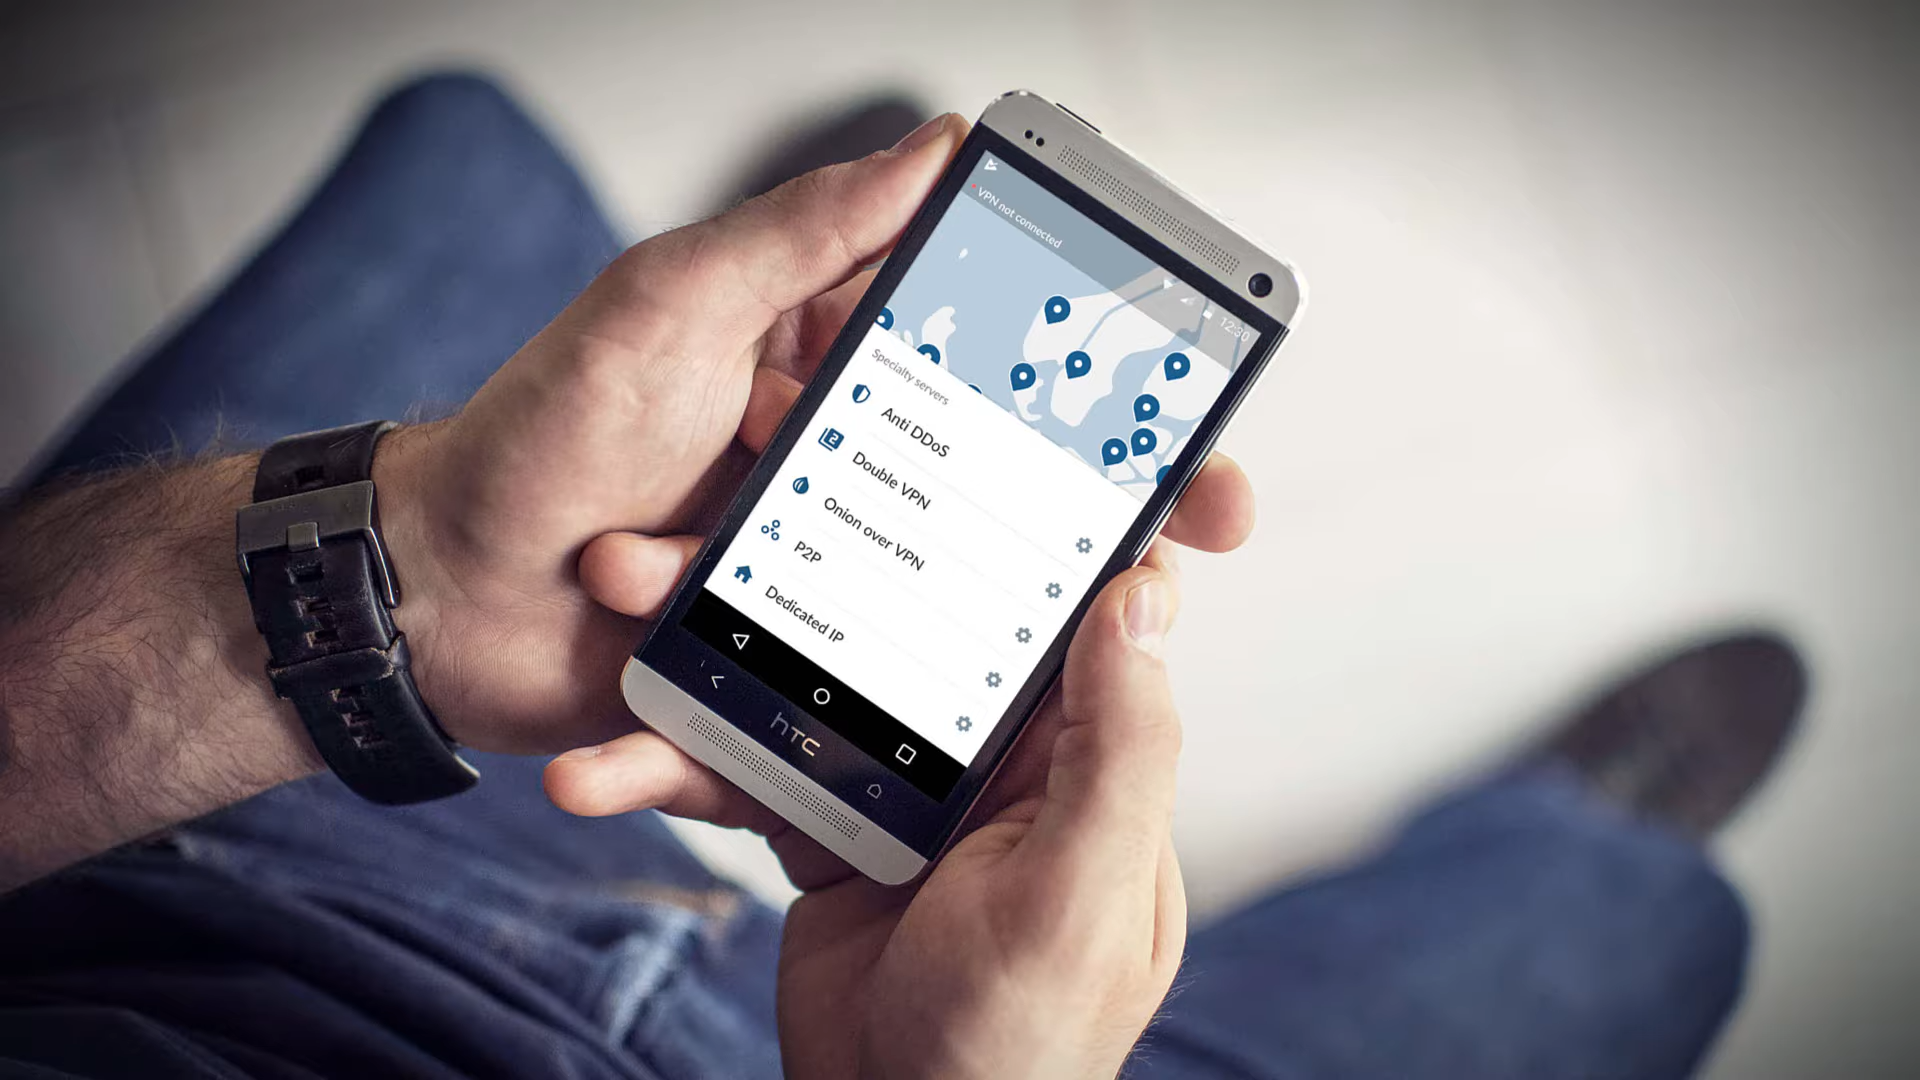 12:30
VPN not connected
Specialty servers
Anti DDoS
Double VPN
Onion over VPN
P2P
Dedicated IP
hTC